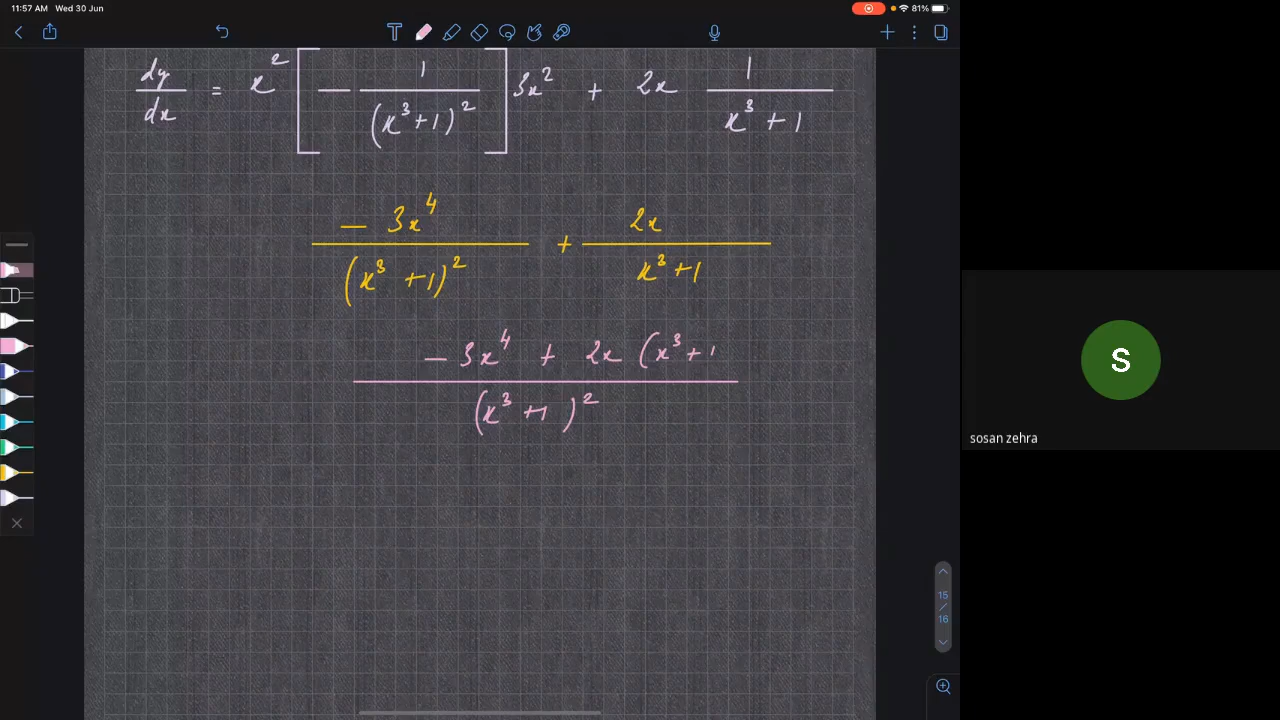 11:57 AM Wed 30 Jun 81%
dy/dx = x² [ - 1/(x³+1)² ] 3x² + 2x 1/(x³+1)
- 3x⁴/(x³+1)² + 2x/(x³+1)
- 3x⁴ + 2x (x³+1
(x³+1)²
S
sosan zehra
15
/
16